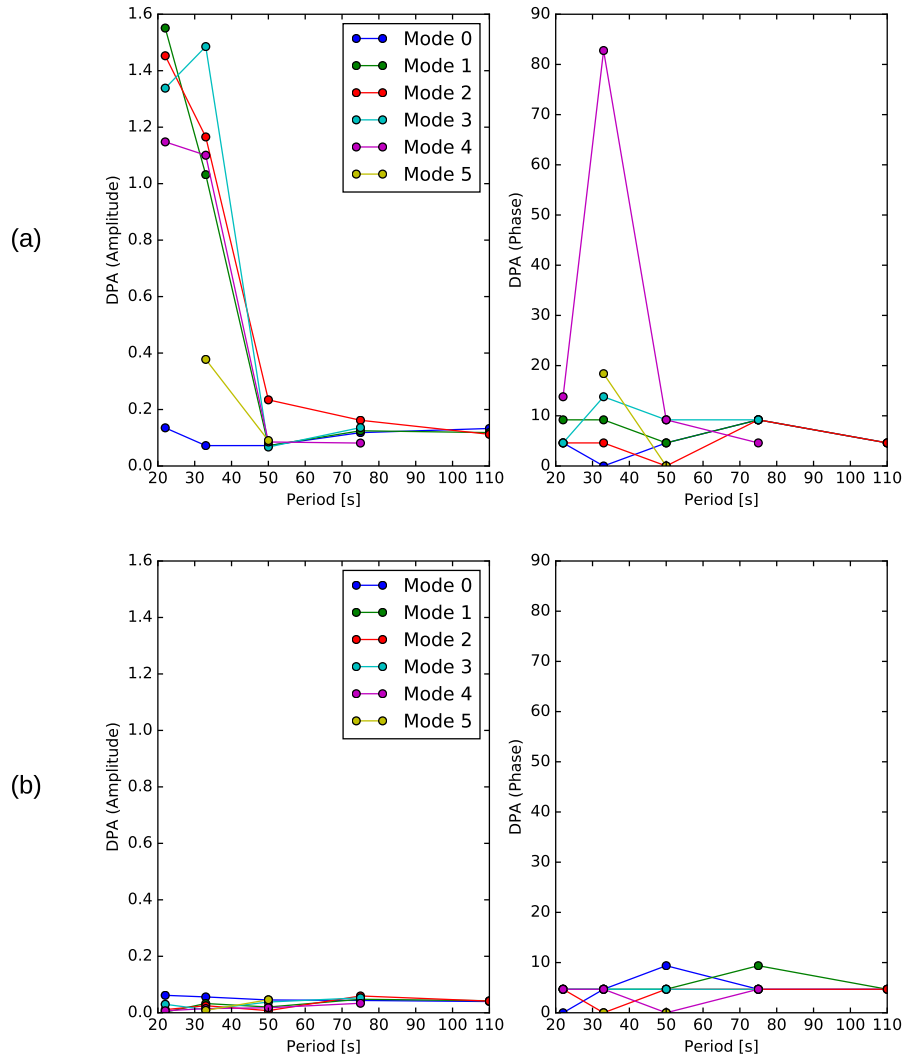 (a)
DPA (Amplitude)
1.6
1.4
1.2
1.0
0.8
0.6
0.4
0.2
0.0
20 30 40 50 60 70 80 90 100 110
Period [s]
Mode 0
Mode 1
Mode 2
Mode 3
Mode 4
Mode 5
DPA (Phase)
90
80
70
60
50
40
30
20
10
0
20 30 40 50 60 70 80 90 100 110
Period [s]
(b)
DPA (Amplitude)
1.6
1.4
1.2
1.0
0.8
0.6
0.4
0.2
0.0
20 30 40 50 60 70 80 90 100 110
Period [s]
Mode 0
Mode 1
Mode 2
Mode 3
Mode 4
Mode 5
DPA (Phase)
90
80
70
60
50
40
30
20
10
0
20 30 40 50 60 70 80 90 100 110
Period [s]